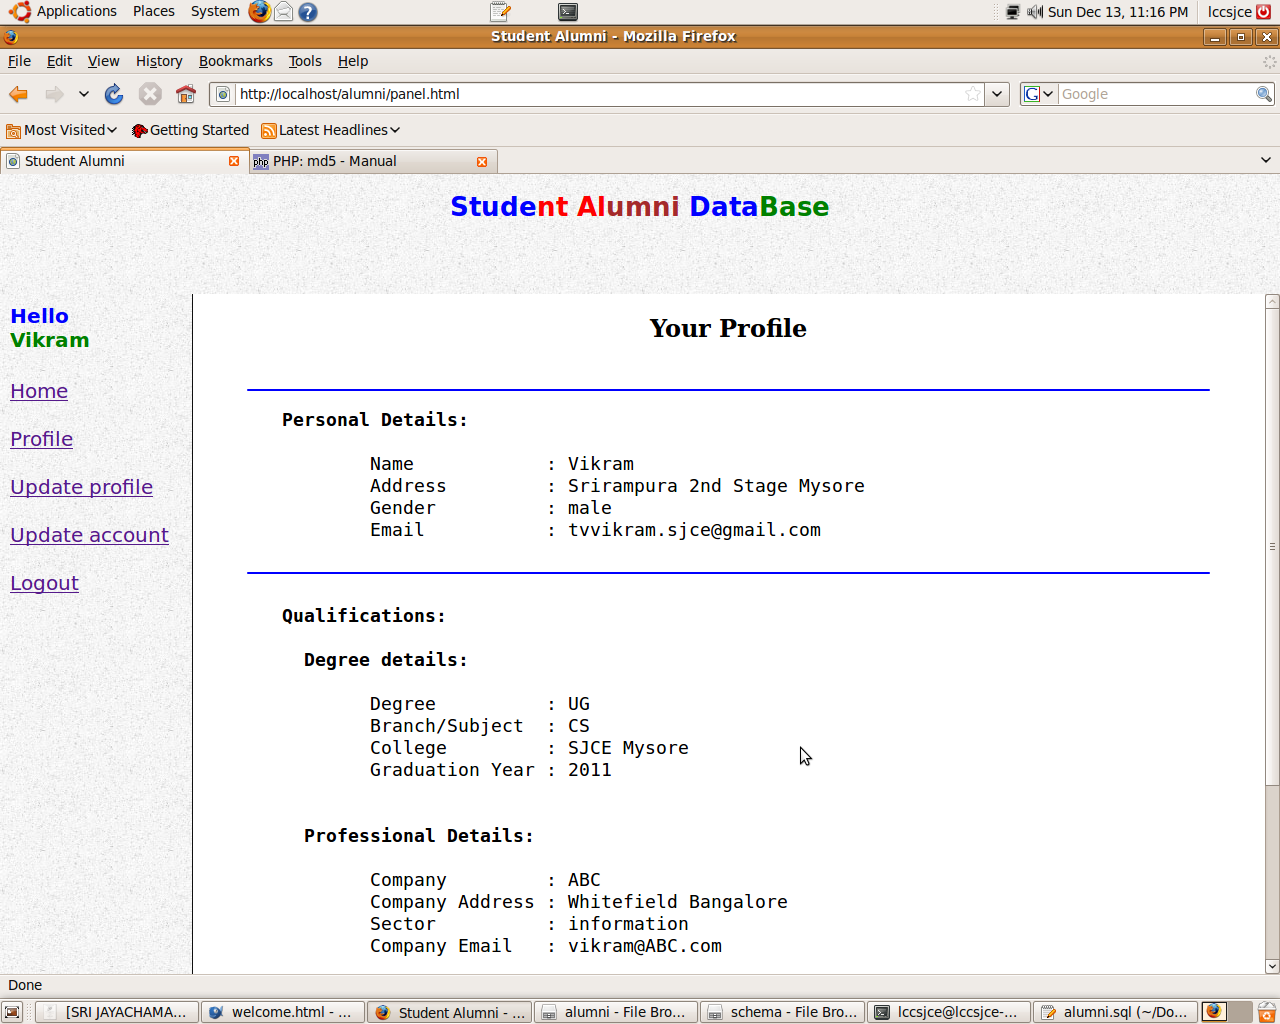 Applications Places System Sun Dec 13, 11:16 PM lccsjce
Student Alumni - Mozilla Firefox
File Edit View History Bookmarks Tools Help
http://localhost/alumni/panel.html G Google
Most Visited Getting Started Latest Headlines
Student Alumni php PHP: md5 - Manual
Student Alumni DataBase
Hello
Vikram
Home
Profile
Update profile
Update account
Logout
Your Profile
Personal Details:
Name : Vikram
Address : Srirampura 2nd Stage Mysore
Gender : male
Email : tvvikram.sjce@gmail.com
Qualifications:
Degree details:
Degree : UG
Branch/Subject : CS
College : SJCE Mysore
Graduation Year : 2011
Professional Details:
Company : ABC
Company Address : Whitefield Bangalore
Sector : information
Company Email : vikram@ABC.com
Done
[SRI JAYACHAMA... welcome.html - ... Student Alumni - ... alumni - File Bro... schema - File Bro... lccsjce@lccsjce-... alumni.sql (~/Do...